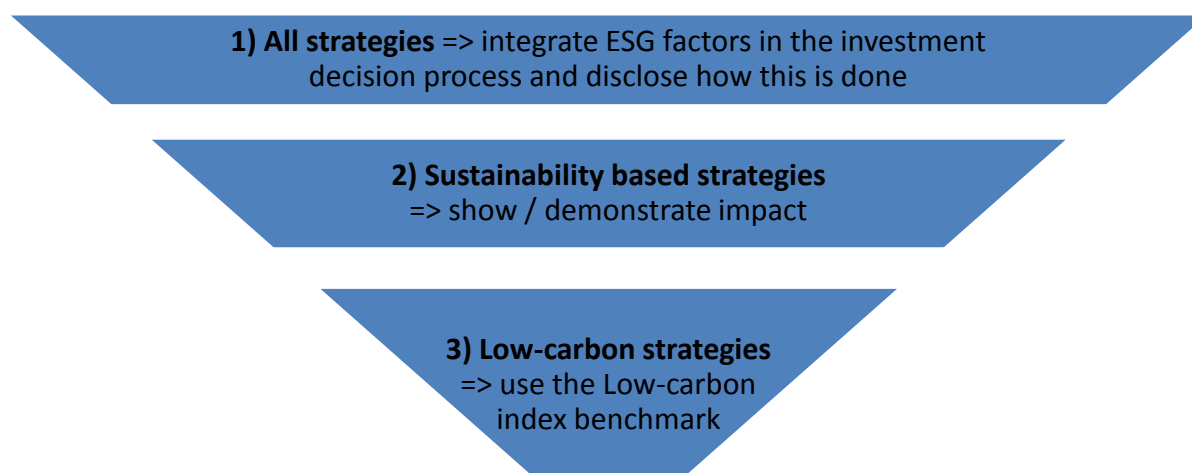 1) All strategies => integrate ESG factors in the investment
decision process and disclose how this is done
2) Sustainability based strategies
=> show / demonstrate impact
3) Low-carbon strategies
=> use the Low-carbon
index benchmark